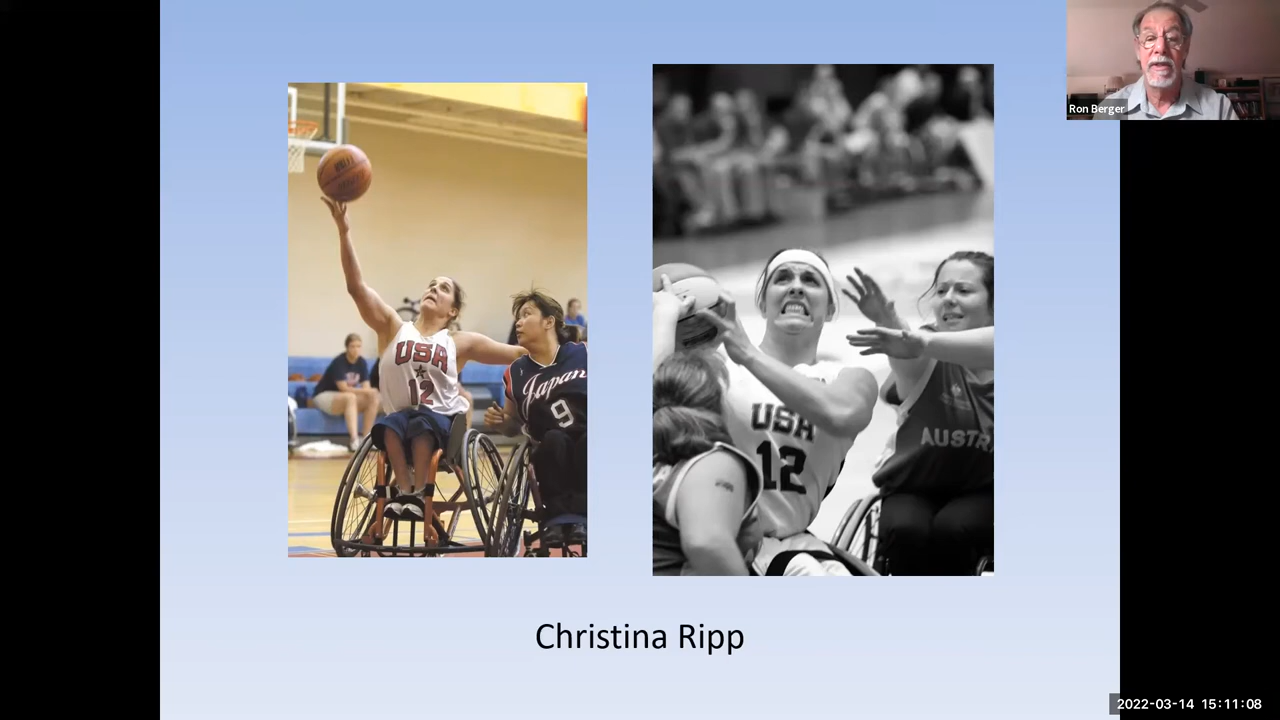 Ron Berger
USA
12
Japan
9
USA
12
AUSTR
Christina Ripp
2022-03-14 15:11:08